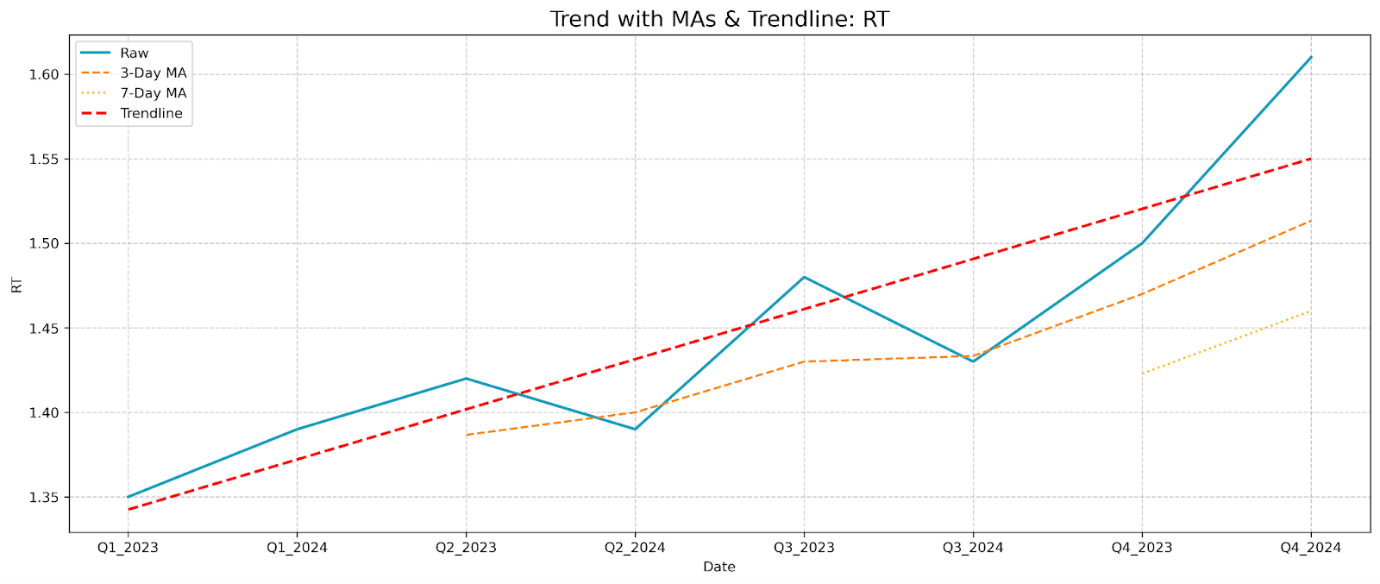 Trend with MAs & Trendline: RT
Raw
3-Day MA
7-Day MA
Trendline
1.60
1.55
1.50
1.45
1.40
1.35
RT
Q1_2023 Q1_2024 Q2_2023 Q2_2024 Q3_2023 Q3_2024 Q4_2023 Q4_2024
Date